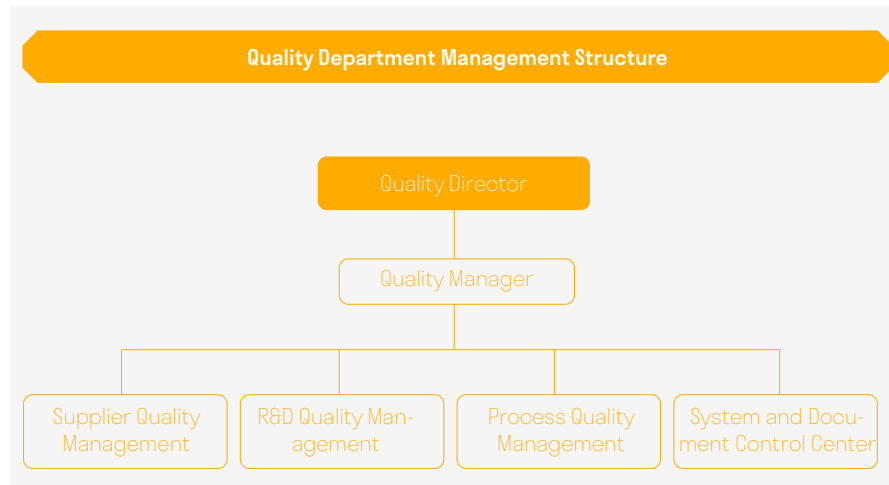 Quality Department Management Structure
Quality Director
Quality Manager
Supplier Quality
Management
R&D Quality Man-
agement
Process Quality
Management
System and Docu-
ment Control Center